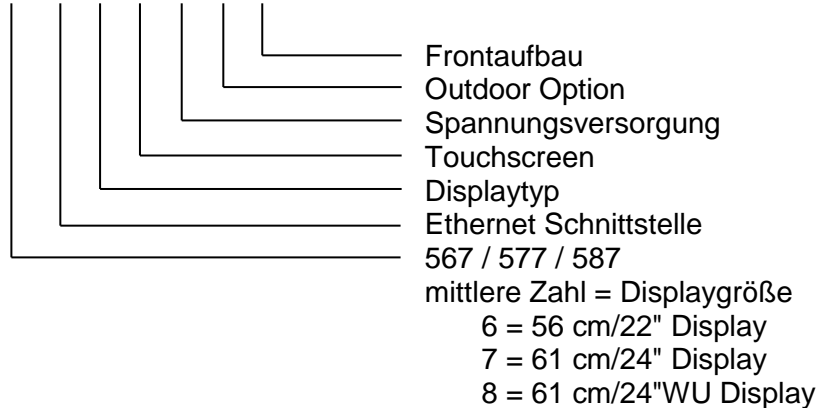 Frontaufbau
Outdoor Option
Spannungsversorgung
Touchscreen
Displaytyp
Ethernet Schnittstelle
567 / 577 / 587
mittlere Zahl = Displaygröße
6 = 56 cm/22" Display
7 = 61 cm/24" Display
8 = 61 cm/24"WU Display